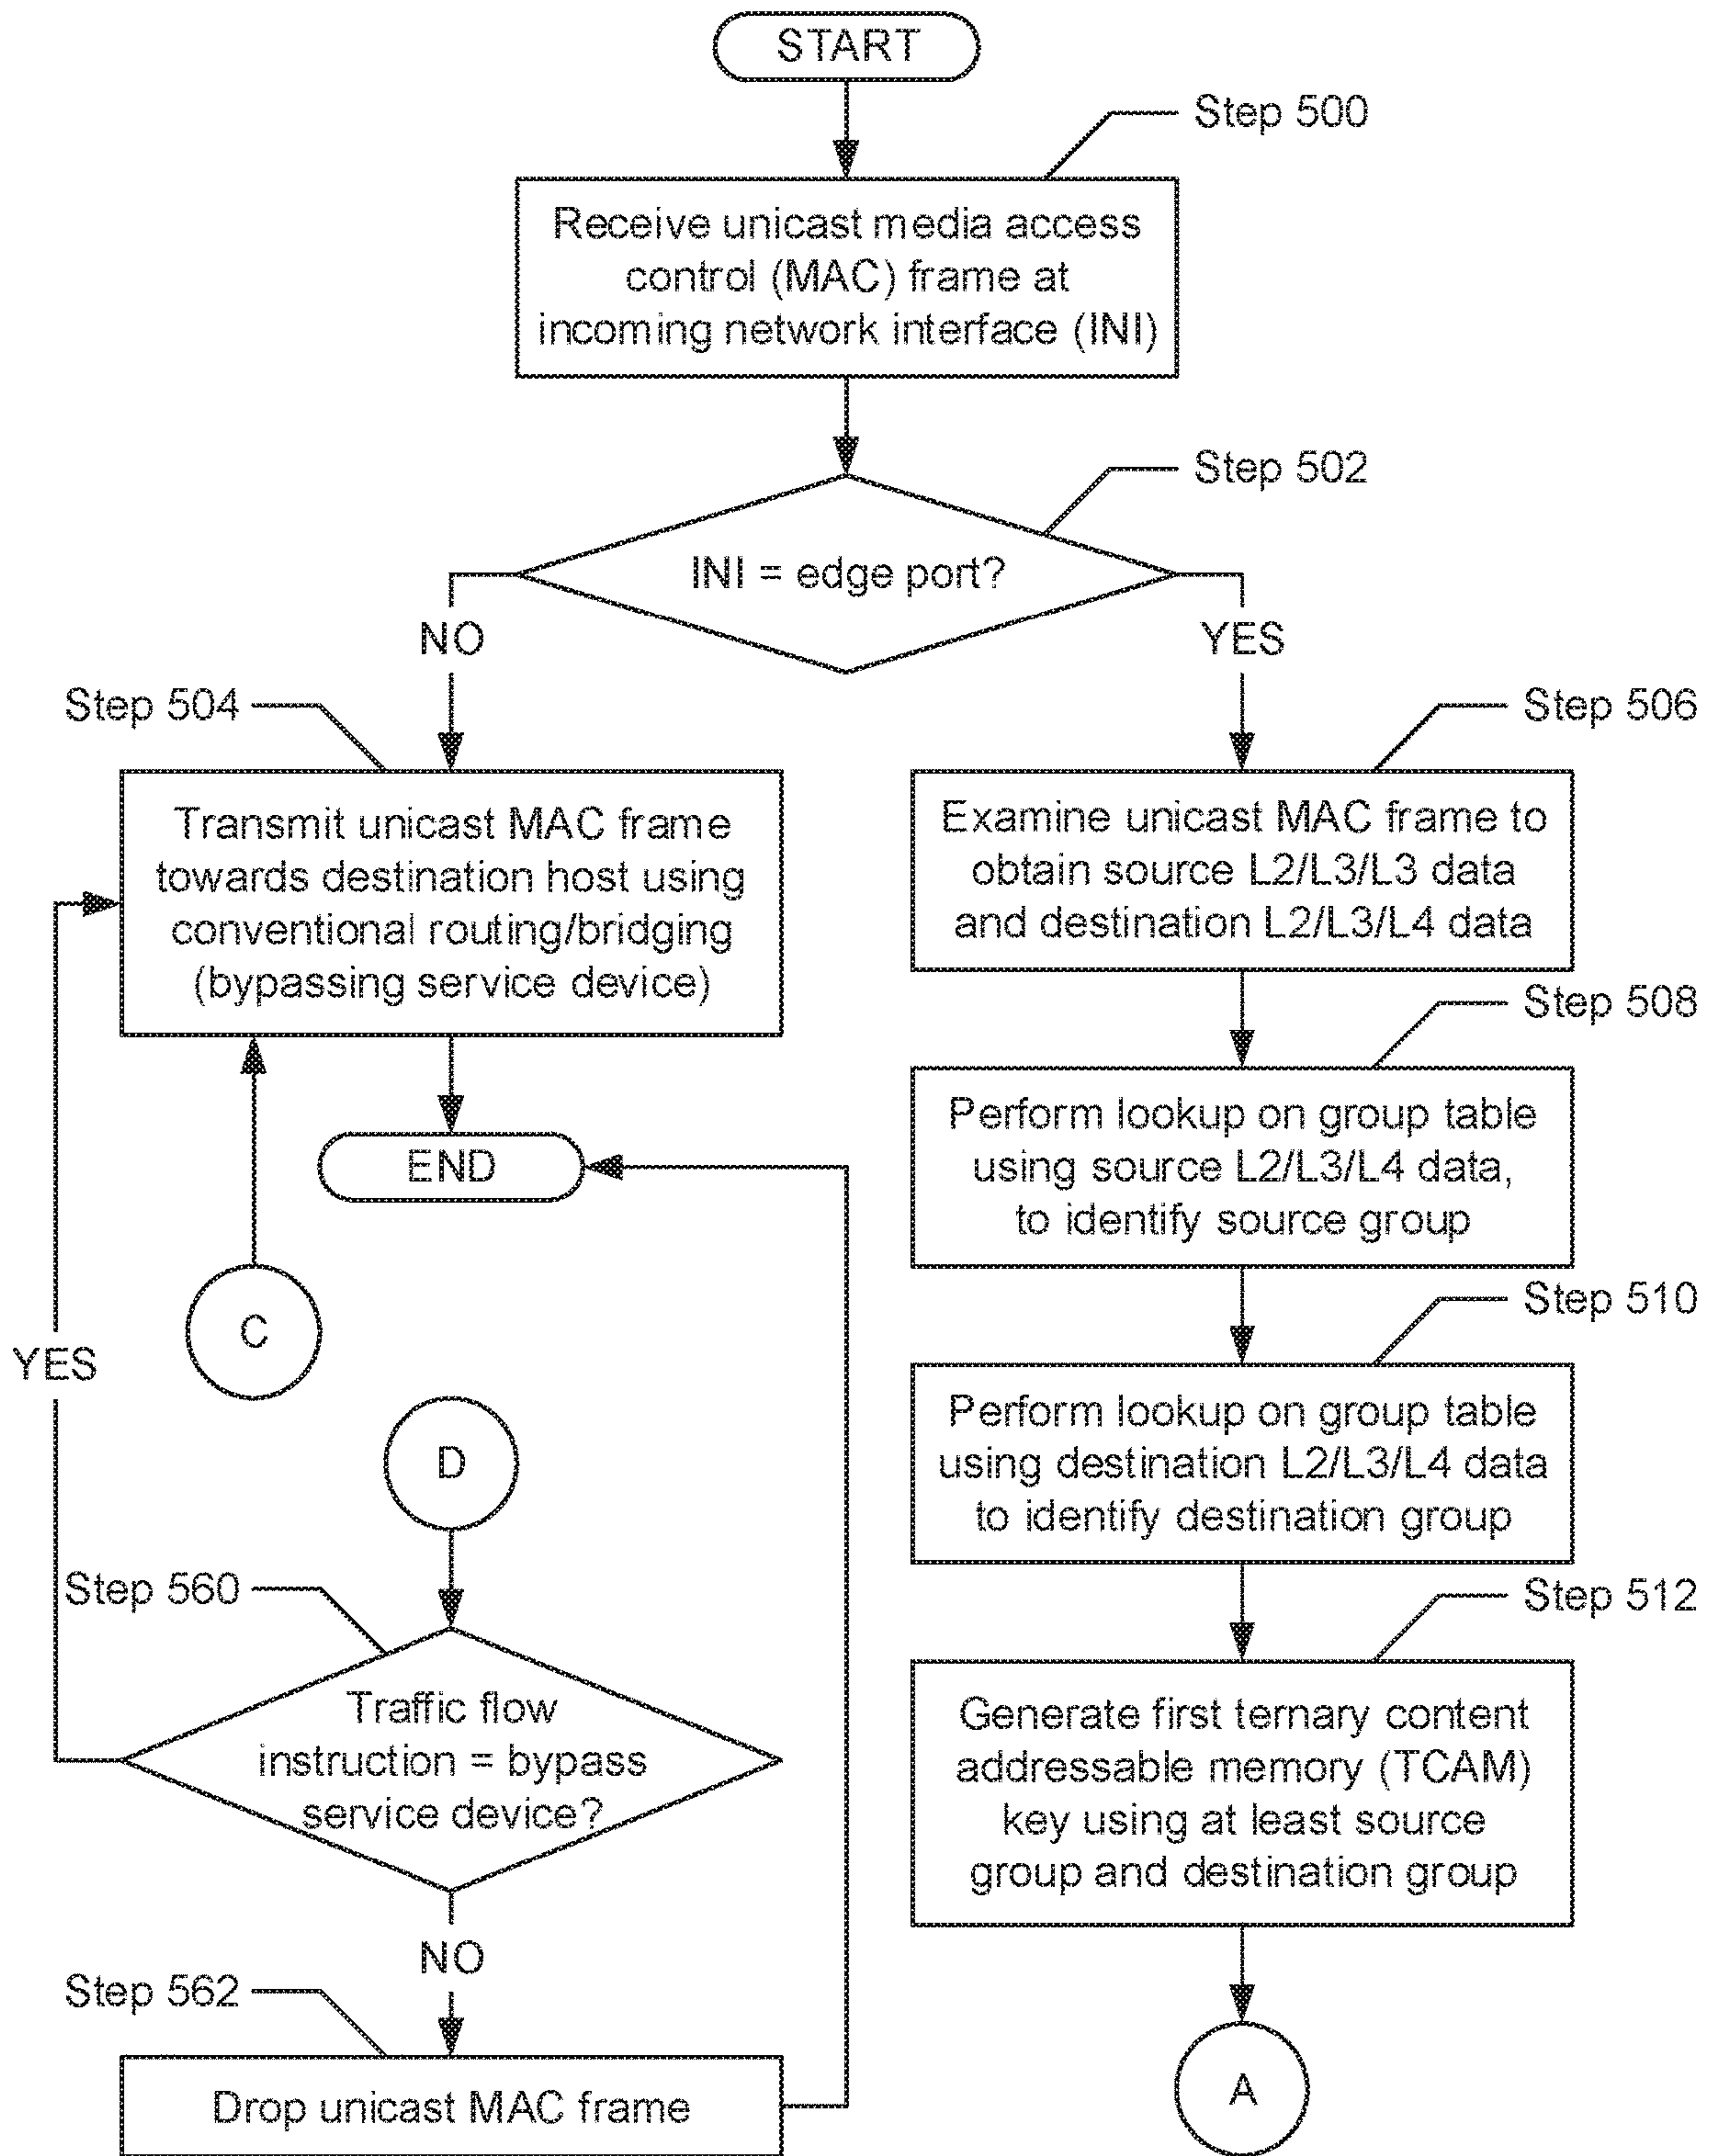 START
Step 500
Receive unicast media access
control (MAC) frame at
incoming network interface (INI)
Step 502
INI = edge port?
NO
YES
Step 504
Transmit unicast MAC frame
towards destination host using
conventional routing/bridging
(bypassing service device)
END
C
YES
D
Step 560
Traffic flow
instruction = bypass
service device?
NO
Step 562
Drop unicast MAC frame
Step 506
Examine unicast MAC frame to
obtain source L2/L3/L3 data
and destination L2/L3/L4 data
Step 508
Perform lookup on group table
using source L2/L3/L4 data,
to identify source group
Step 510
Perform lookup on group table
using destination L2/L3/L4 data
to identify destination group
Step 512
Generate first ternary content
addressable memory (TCAM)
key using at least source
group and destination group
A